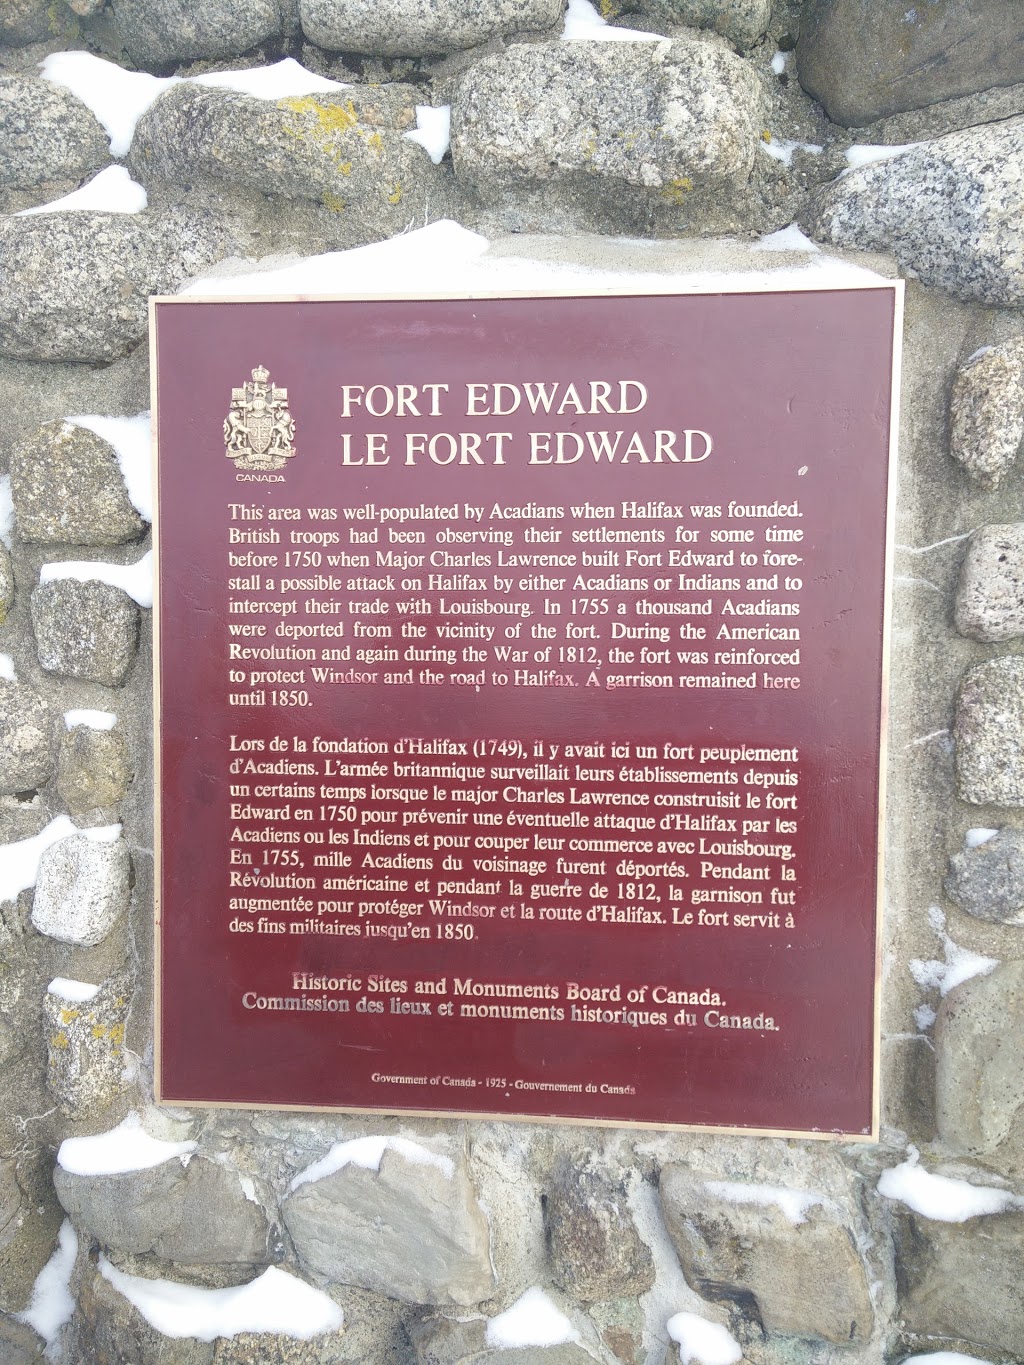 FORT EDWARD
LE FORT EDWARD
CANADA
This area was well-populated by Acadians when Halifax was founded.
British troops had been observing their settlements for some time
before 1750 when Major Charles Lawrence built Fort Edward to fore-
stall a possible attack on Halifax by either Acadians or Indians and to
intercept their trade with Louisbourg. In 1755 a thousand Acadians
were deported from the vicinity of the fort. During the American
Revolution and again during the War of 1812, the fort was reinforced
to protect Windsor and the road to Halifax. A garrison remained here
until 1850.
Lors de la fondation d'Halifax (1749), il y avait ici un fort peuplement
d'Acadiens. L'armée britannique surveillait leurs établissements depuis
un certains temps lorsque le major Charles Lawrence construisit le fort
Edward en 1750 pour prévenir une éventuelle attaque d'Halifax par les
Acadiens ou les Indiens et pour couper leur commerce avec Louisbourg.
En 1755, mille Acadiens du voisinage furent déportés. Pendant la
Révolution américaine et pendant la guerre de 1812, la garnison fut
augmentée pour protéger Windsor et la route d'Halifax. Le fort servit à
des fins militaires jusqu'en 1850.
Historic Sites and Monuments Board of Canada.
Commission des lieux et monuments historiques du Canada.
Government of Canada - 1925 - Gouvernement du Canada